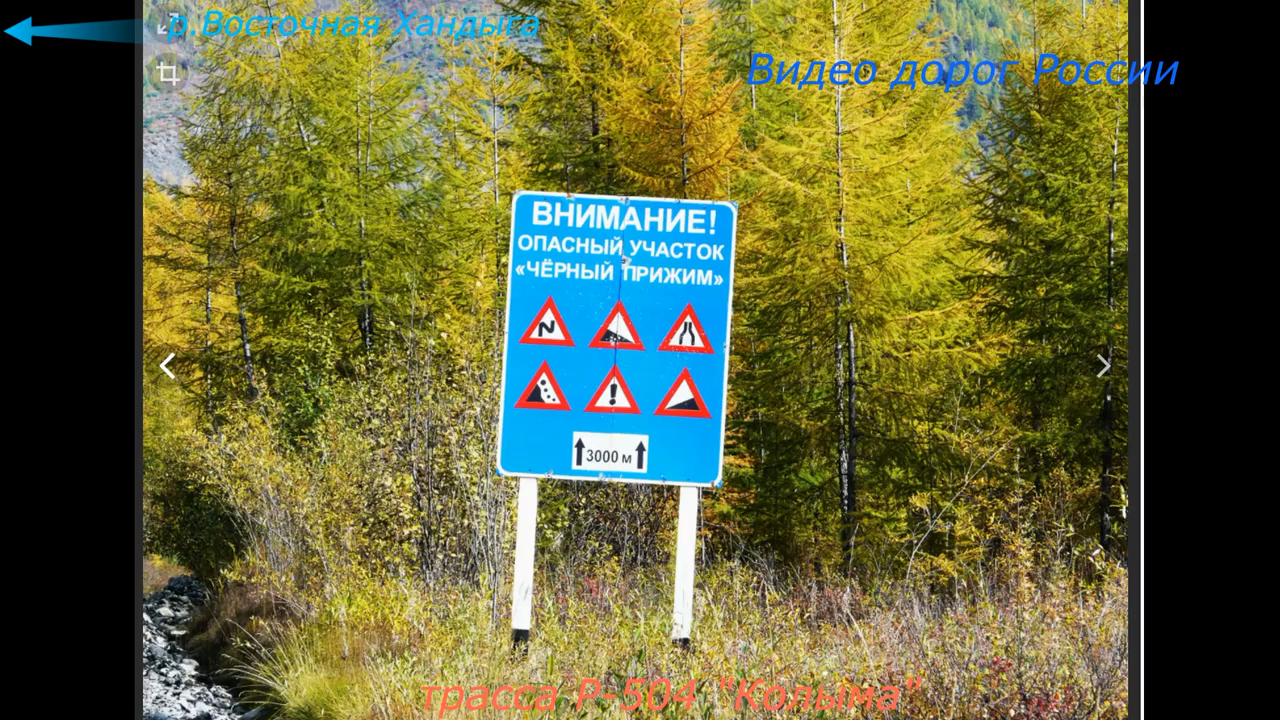 р.Восточная Хандыга
Видео дорог России
ВНИМАНИЕ!
ОПАСНЫЙ УЧАСТОК
«ЧЁРНЫЙ ПРИЖИМ»
3000 м
трасса Р-504 "Колыма"